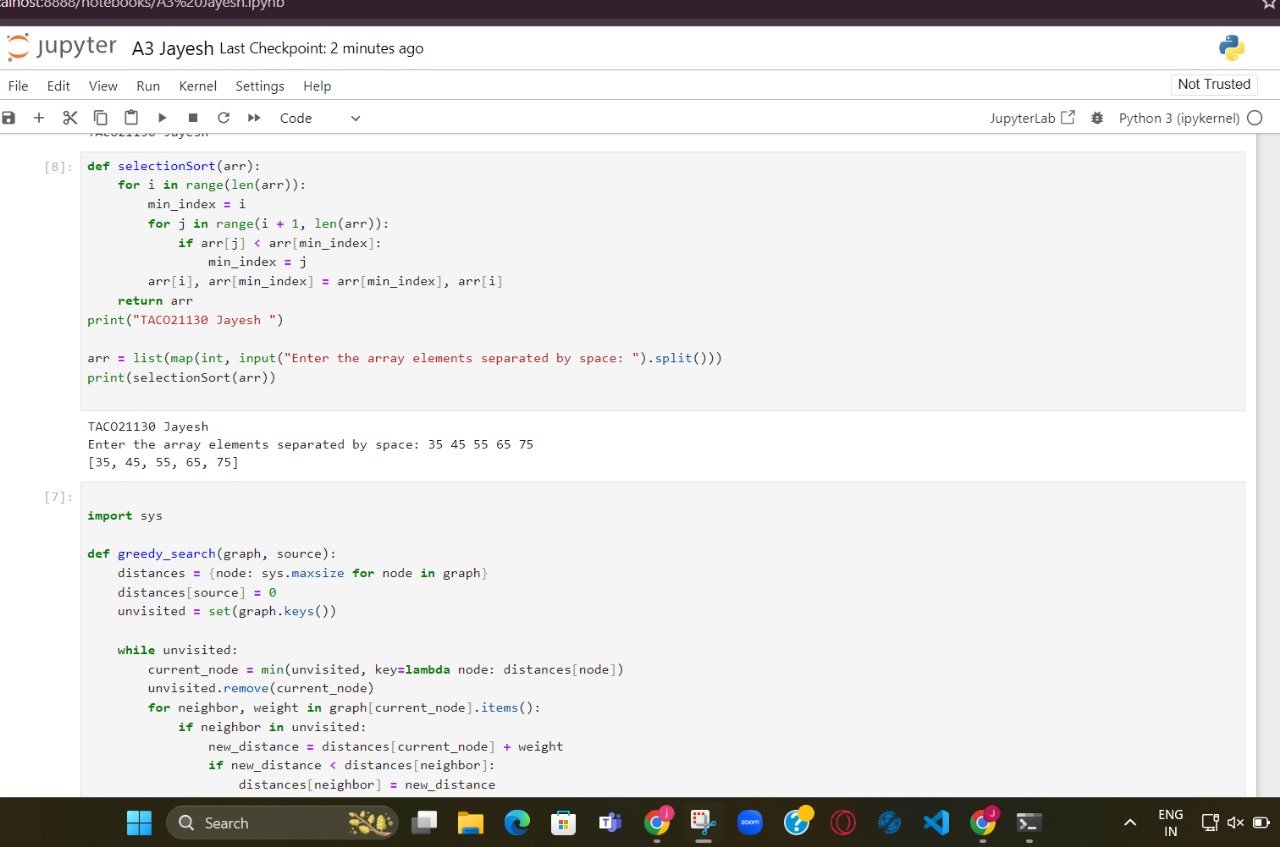 alhost:8888/notebooks/A3%20Jayesh.ipynb
jupyter A3 Jayesh Last Checkpoint: 2 minutes ago
File Edit View Run Kernel Settings Help Not Trusted
Code JupyterLab Python 3 (ipykernel)
TACO21130 Jayesh
[8]: def selectionSort(arr):
    for i in range(len(arr)):
        min_index = i
        for j in range(i + 1, len(arr)):
            if arr[j] < arr[min_index]:
                min_index = j
        arr[i], arr[min_index] = arr[min_index], arr[i]
    return arr
print("TACO21130 Jayesh ")
arr = list(map(int, input("Enter the array elements separated by space: ").split()))
print(selectionSort(arr))
TACO21130 Jayesh
Enter the array elements separated by space: 35 45 55 65 75
[35, 45, 55, 65, 75]
[7]:
import sys
def greedy_search(graph, source):
    distances = {node: sys.maxsize for node in graph}
    distances[source] = 0
    unvisited = set(graph.keys())
    while unvisited:
        current_node = min(unvisited, key=lambda node: distances[node])
        unvisited.remove(current_node)
        for neighbor, weight in graph[current_node].items():
            if neighbor in unvisited:
                new_distance = distances[current_node] + weight
                if new_distance < distances[neighbor]:
                    distances[neighbor] = new_distance
Search zoom ENG
IN